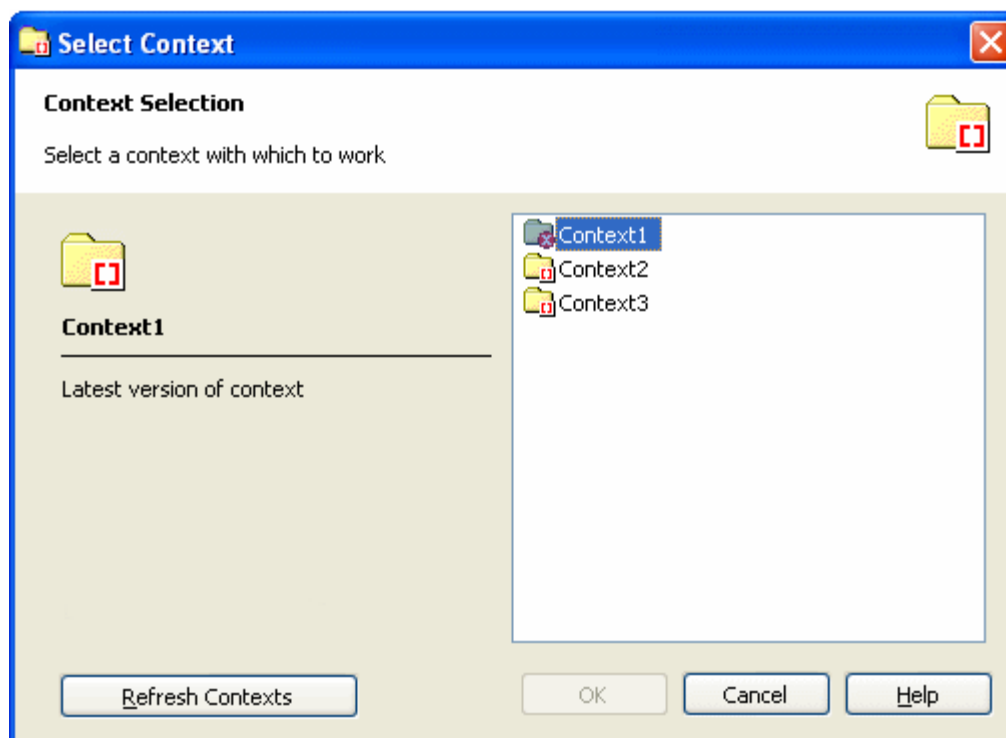 Select Context
Context Selection
Select a context with which to work
Context1
Latest version of context
Context1
Context2
Context3
Refresh Contexts
OK
Cancel
Help